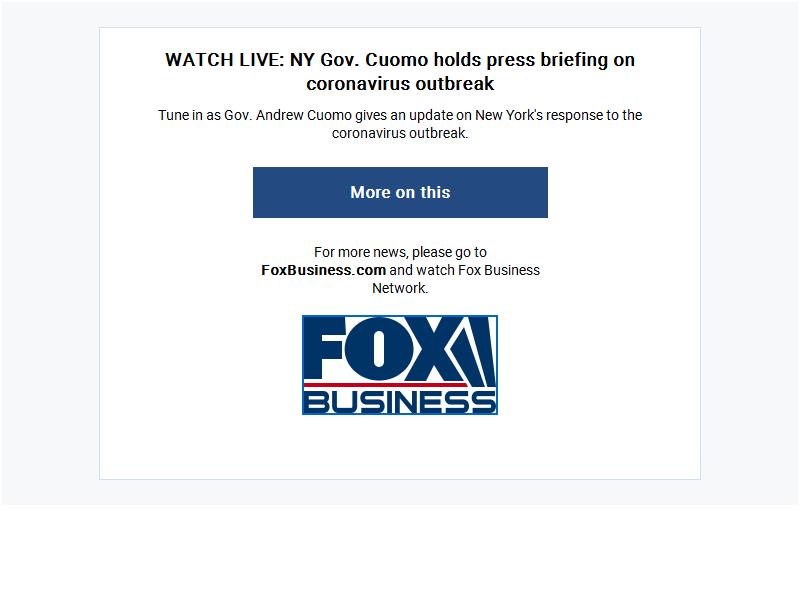 WATCH LIVE: NY Gov. Cuomo holds press briefing on
coronavirus outbreak
Tune in as Gov. Andrew Cuomo gives an update on New York's response to the
coronavirus outbreak.
More on this
For more news, please go to
FoxBusiness.com and watch Fox Business
Network.
FOX
BUSINESS